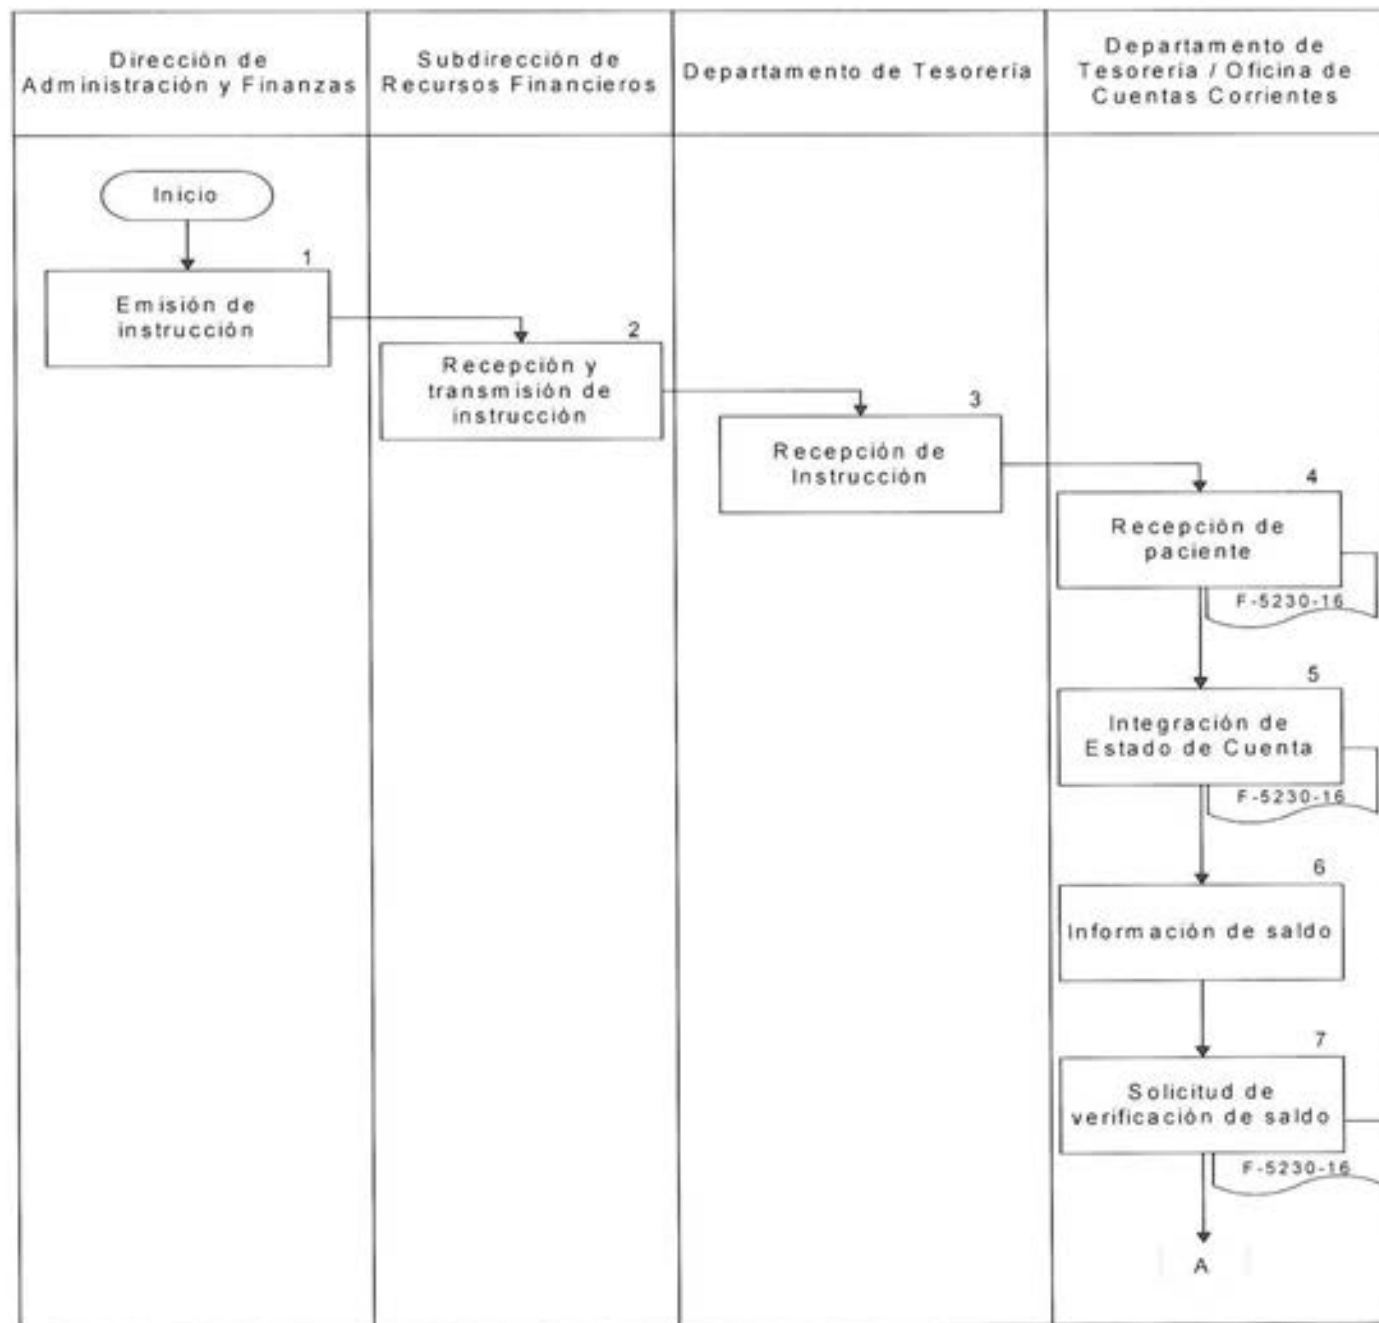 Dirección de
Administración y Finanzas
Subdirección de
Recursos Financieros
Departamento de Tesorería
Departamento de
Tesorería / Oficina de
Cuentas Corrientes
Inicio
1
Emisión de
instrucción
2
Recepción y
transmisión de
instrucción
3
Recepción de
Instrucción
4
Recepción de
paciente
F-5230-16
5
Integración de
Estado de Cuenta
F-5230-16
6
Información de saldo
7
Solicitud de
verificación de saldo
F-5230-16
A